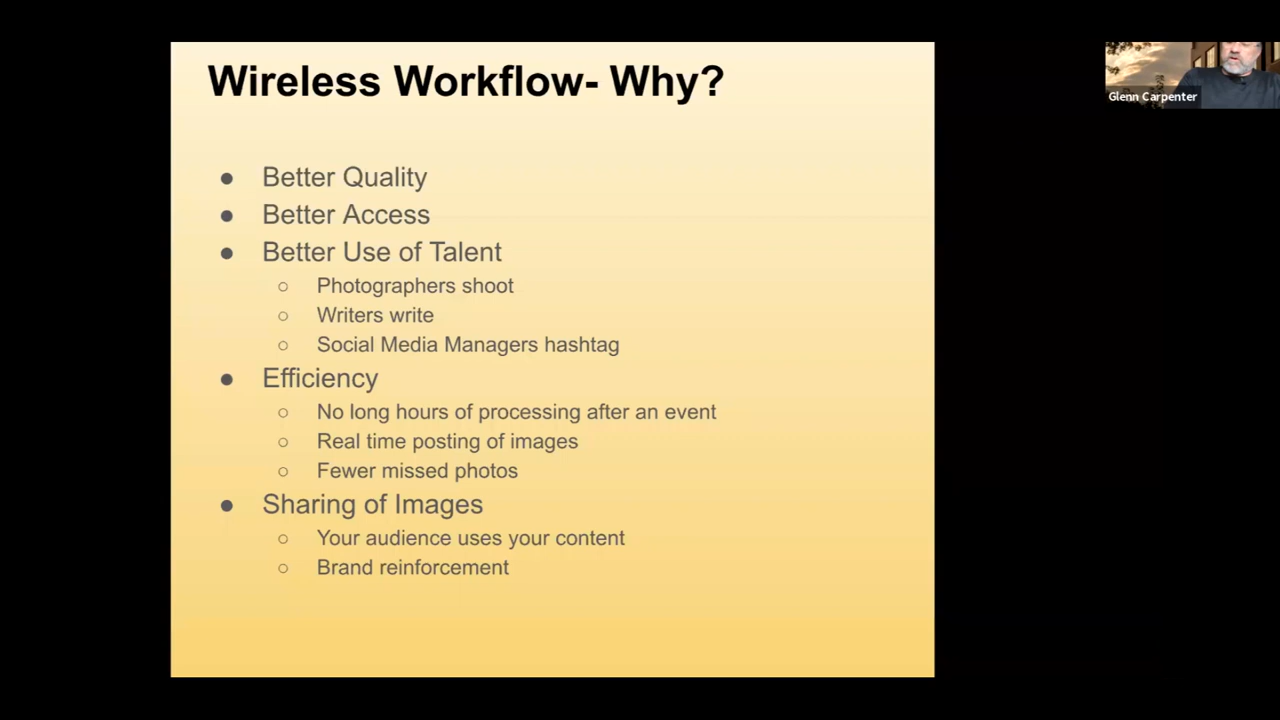 Wireless Workflow- Why?
Glenn Carpenter
● Better Quality
● Better Access
● Better Use of Talent
○ Photographers shoot
○ Writers write
○ Social Media Managers hashtag
● Efficiency
○ No long hours of processing after an event
○ Real time posting of images
○ Fewer missed photos
● Sharing of Images
○ Your audience uses your content
○ Brand reinforcement